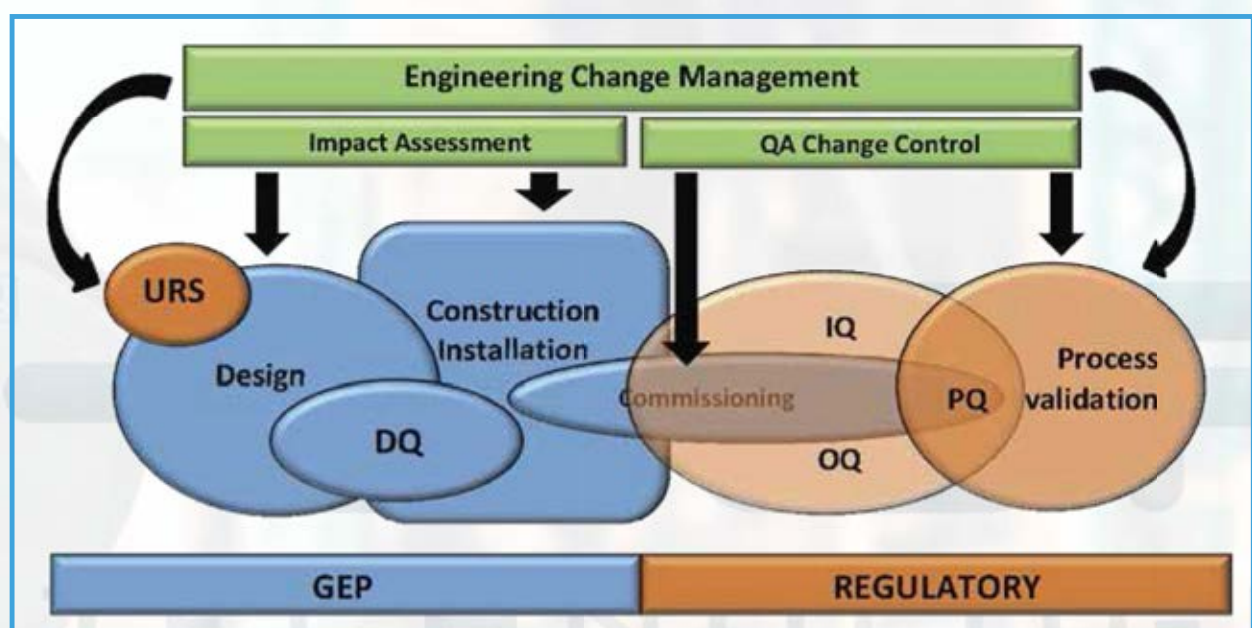 Engineering Change Management
Impact Assessment
QA Change Control
URS
Design
DQ
Construction
Installation
Commissioning
IQ
OQ
PQ
Process
validation
GEP
REGULATORY